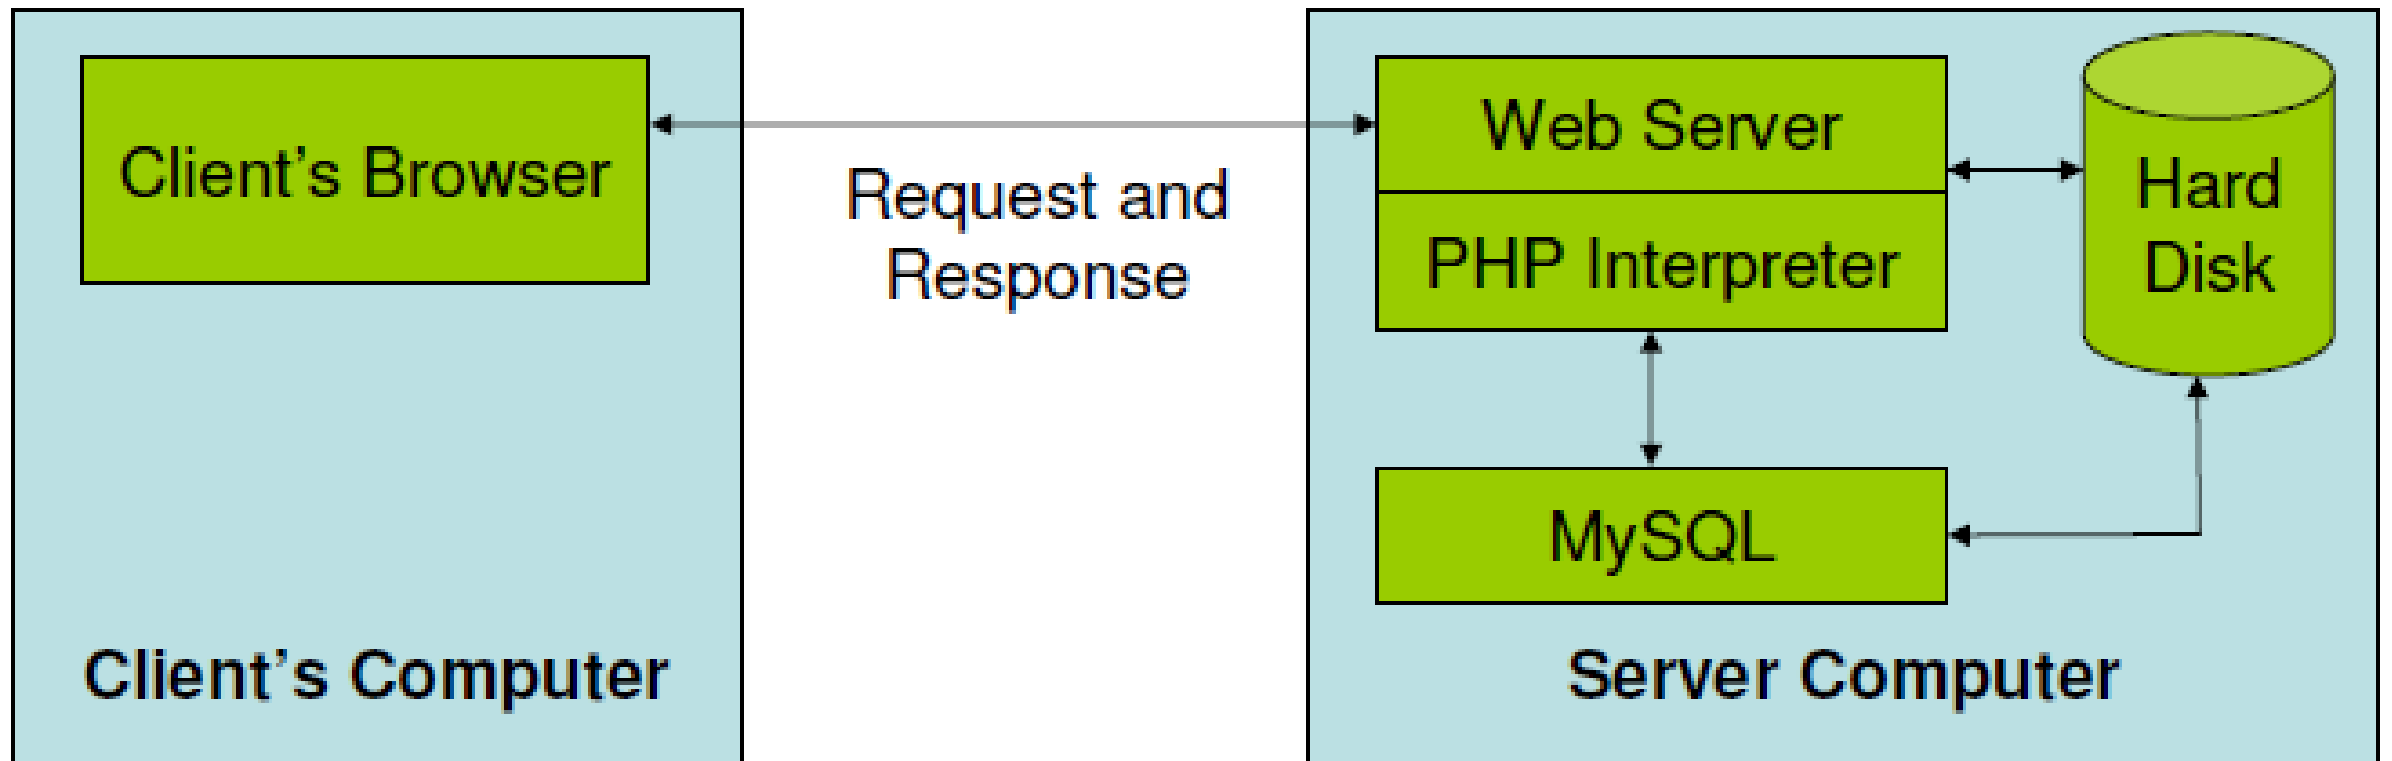 Client’s Browser
Client’s Computer
Request and
Response
Web Server
PHP Interpreter
Hard
Disk
MySQL
Server Computer